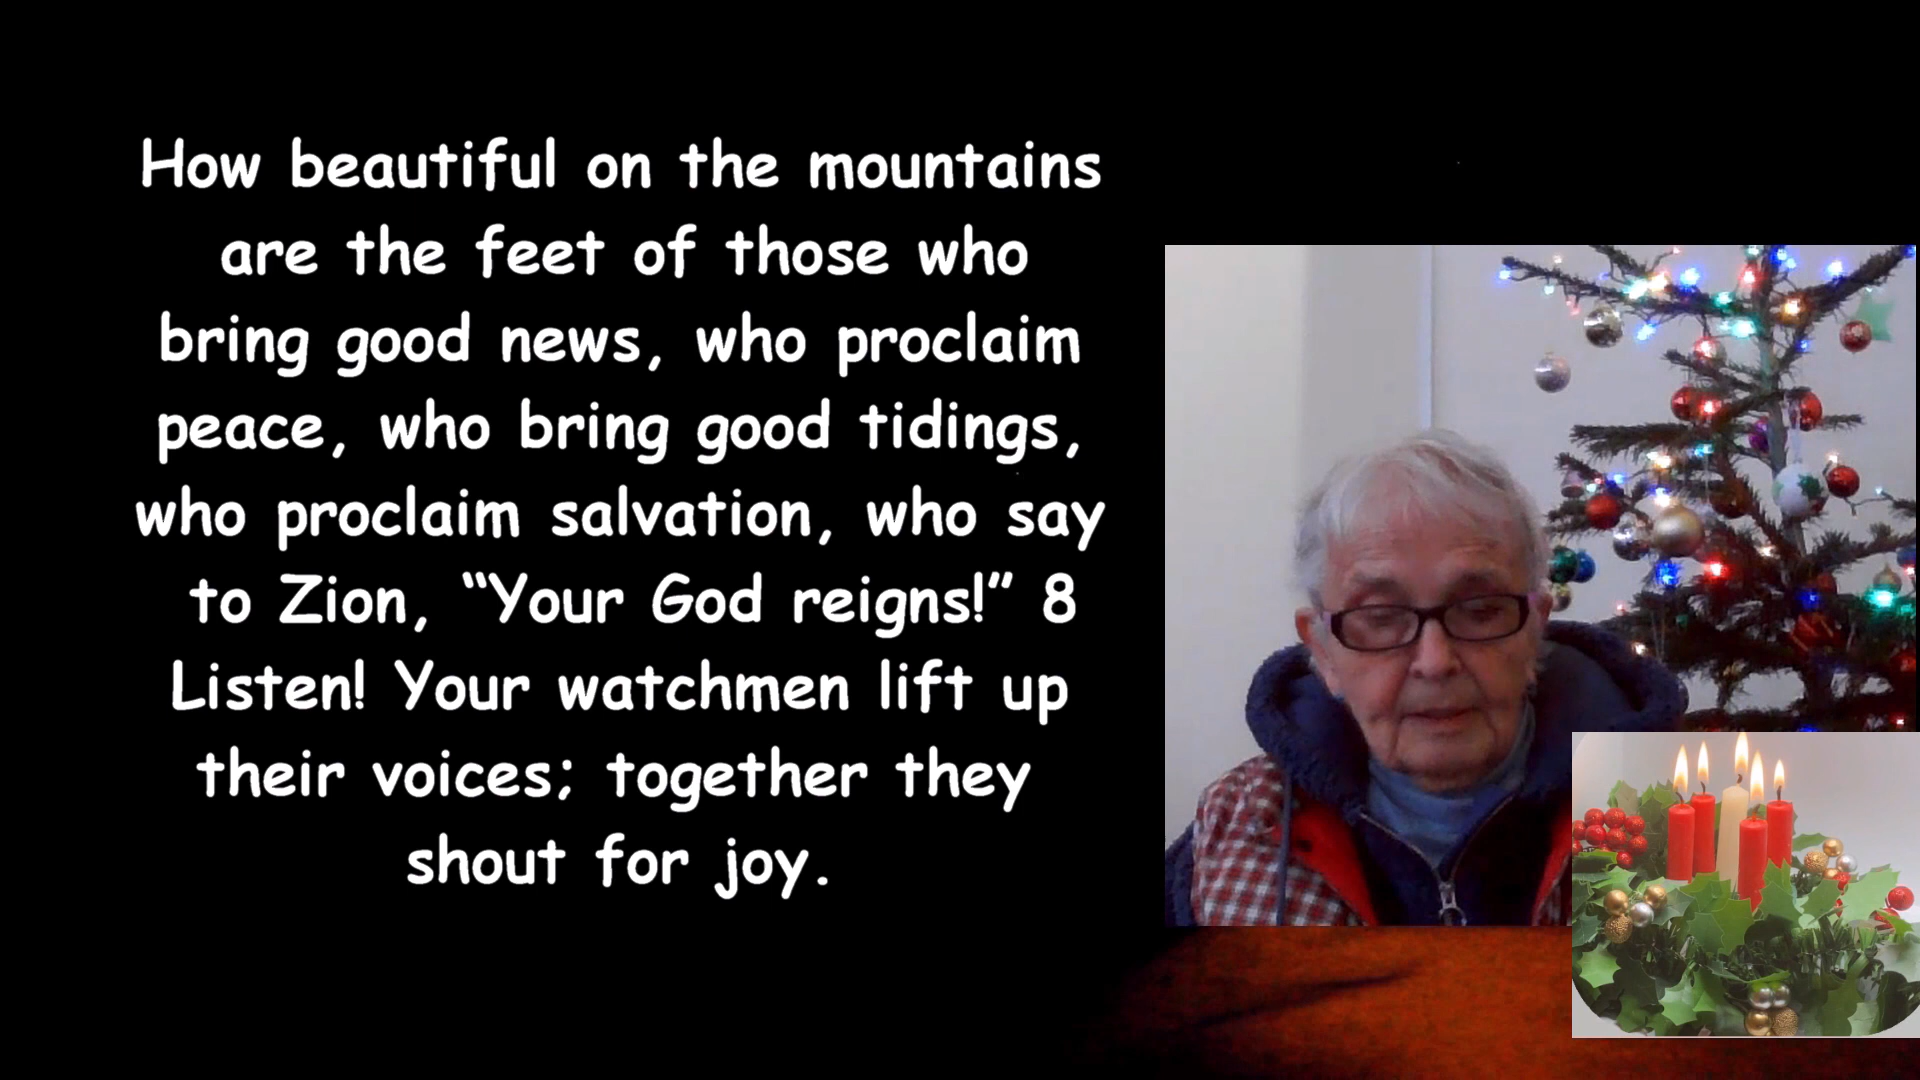 How beautiful on the mountains
are the feet of those who
bring good news, who proclaim
peace, who bring good tidings,
who proclaim salvation, who say
to Zion, “Your God reigns!” 8
Listen! Your watchmen lift up
their voices; together they
shout for joy.